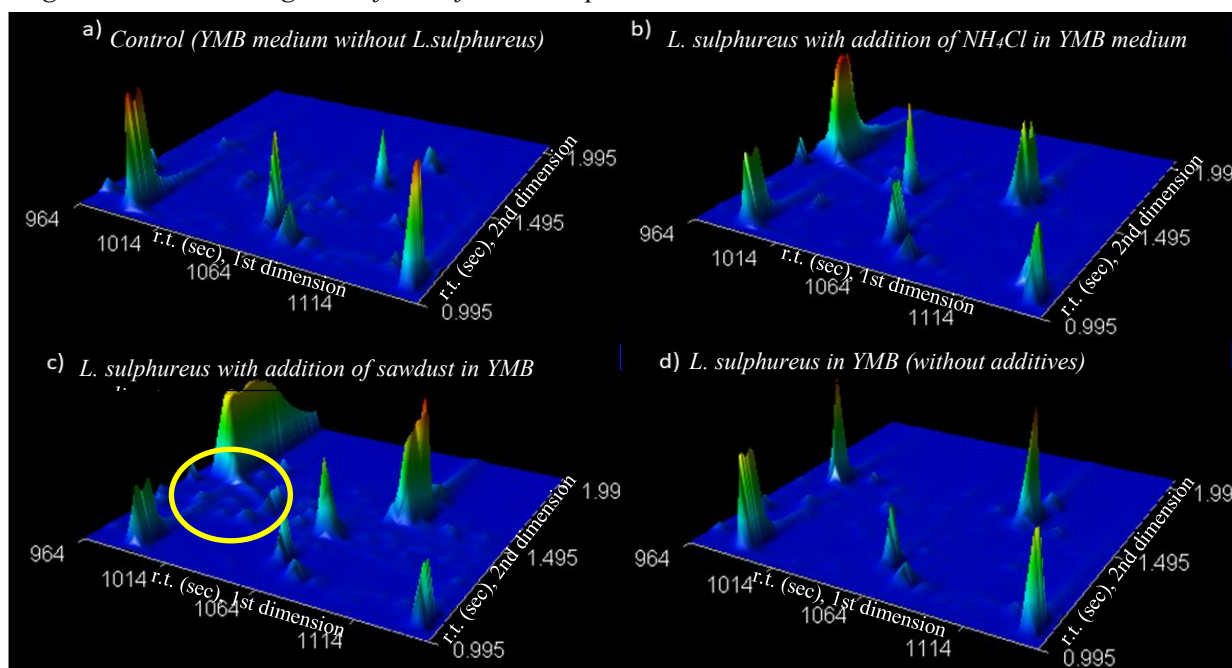 a) Control (YMB medium without L.sulphureus)
964
1014
1064
1114
r.t. (sec), 1st dimension
0.995
1.495
1.995
r.t. (sec), 2nd dimension
b) L. sulphureus with addition of NH₄Cl in YMB medium
964
1014
1064
1114
r.t. (sec), 1st dimension
0.995
1.495
1.99
r.t. (sec), 2nd dimension
c) L. sulphureus with addition of sawdust in YMB
964
1014
1064
1114
r.t. (sec), 1st dimension
0.995
1.495
1.99
r.t. (sec), 2nd dimension
d) L. sulphureus in YMB (without additives)
964
1014
1064
1114
r.t. (sec), 1st dimension
0.995
1.495
1.99
r.t. (sec), 2nd dimension